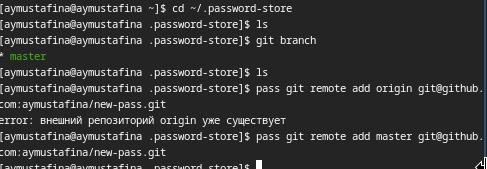 [aymustafina@aymustafina ~]$ cd ~/.password-store
[aymustafina@aymustafina .password-store]$ ls
[aymustafina@aymustafina .password-store]$ git branch
* master
[aymustafina@aymustafina .password-store]$ ls
[aymustafina@aymustafina .password-store]$ pass git remote add origin git@github.
com:aymustafina/new-pass.git
error: внешний репозиторий origin уже существует
[aymustafina@aymustafina .password-store]$ pass git remote add master git@github.
com:aymustafina/new-pass.git
[aymustafina@aymustafina .password-store]$